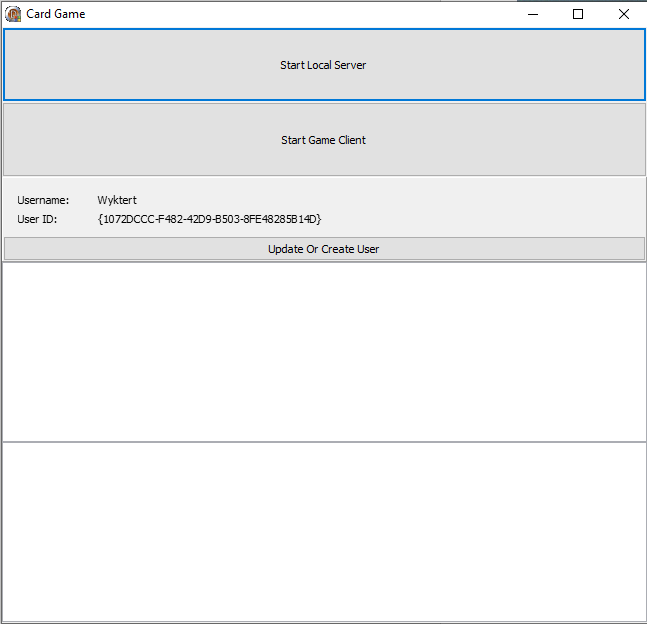 Card Game
Start Local Server
Start Game Client
Username: Wyktert
User ID: {1072DCCC-F482-42D9-B503-8FE48285B14D}
Update Or Create User